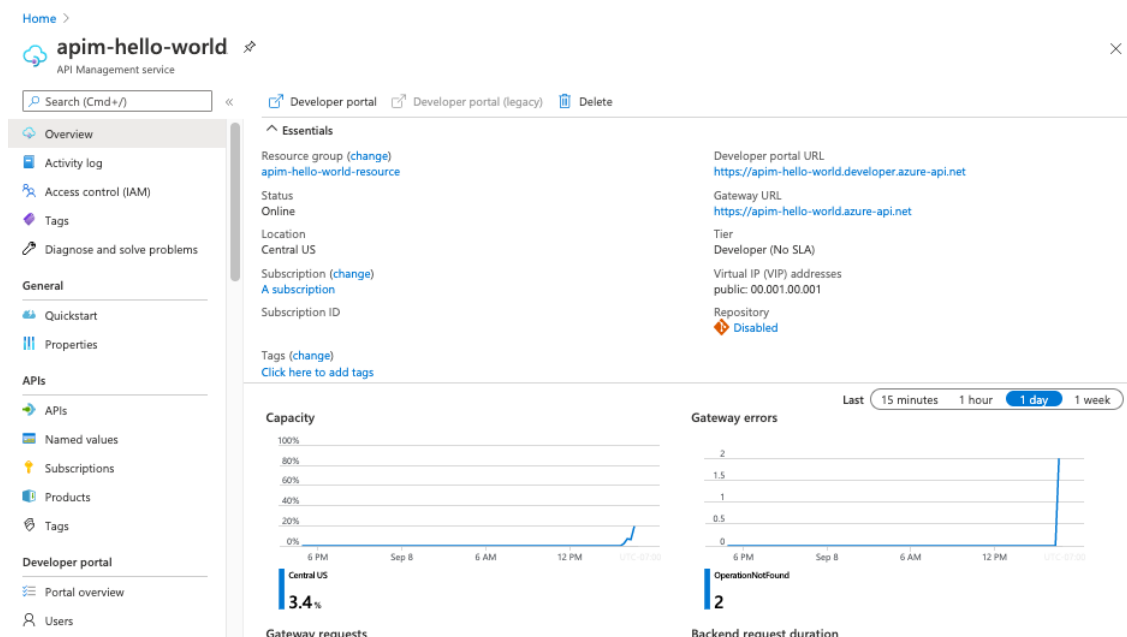 Home >
apim-hello-world
API Management service
Search (Cmd+/)
«
Overview
Activity log
Access control (IAM)
Tags
Diagnose and solve problems
General
Quickstart
Properties
APIs
APIs
Named values
Subscriptions
Products
Tags
Developer portal
Portal overview
Users
Developer portal Developer portal (legacy) Delete
Essentials
Resource group (change)
apim-hello-world-resource
Status
Online
Location
Central US
Subscription (change)
A subscription
Subscription ID
Tags (change)
Click here to add tags
Developer portal URL
https://apim-hello-world.developer.azure-api.net
Gateway URL
https://apim-hello-world.azure-api.net
Tier
Developer (No SLA)
Virtual IP (VIP) addresses
public: 00.001.00.001
Repository
Disabled
Last 15 minutes 1 hour 1 day 1 week
Capacity
100%
80%
60%
40%
20%
0%
6 PM Sep 8 6 AM 12 PM UTC-07:00
Central US
3.4%
Gateway errors
2
1.5
1
0.5
0
6 PM Sep 8 6 AM 12 PM UTC-07:00
OperationNotFound
2
Gateway requests
Backend request duration